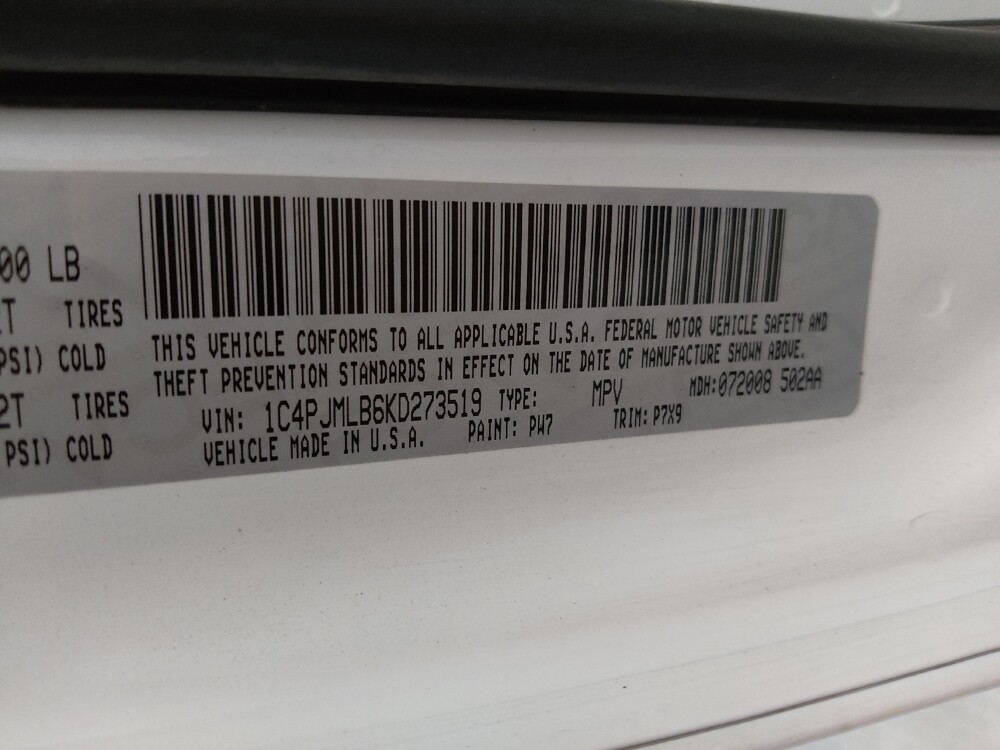 00 LB
TIRES
PSI) COLD
2T TIRES
PSI) COLD
THIS VEHICLE CONFORMS TO ALL APPLICABLE U.S.A. FEDERAL MOTOR VEHICLE SAFETY AND
THEFT PREVENTION STANDARDS IN EFFECT ON THE DATE OF MANUFACTURE SHOWN ABOVE.
VIN: 1C4PJMLB6KD273519 TYPE: MPV MDH:072008 502AA
VEHICLE MADE IN U.S.A. PAINT: PW7 TRIM: P7X9